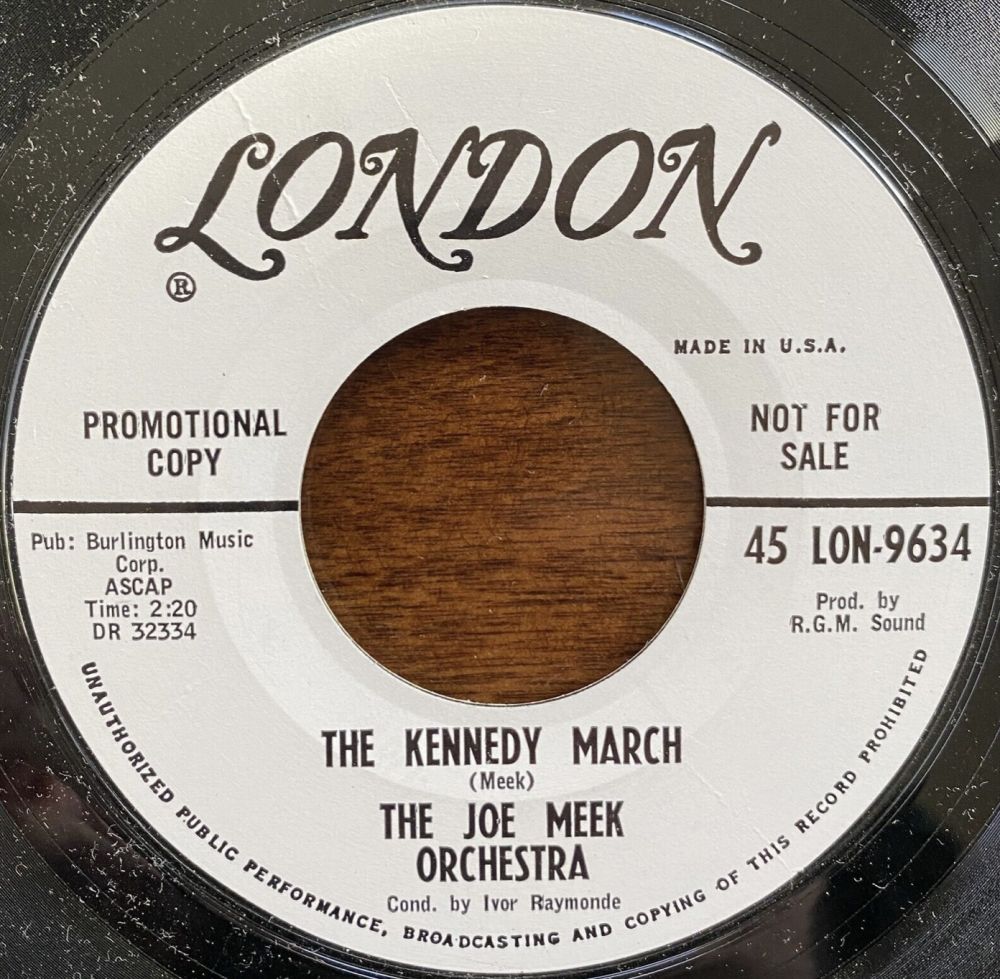 LONDON
®
MADE IN U.S.A.
PROMOTIONAL
COPY
NOT FOR
SALE
Pub: Burlington Music
Corp.
ASCAP
Time: 2:20
DR 32334
45 LON-9634
Prod. by
R.G.M. Sound
THE KENNEDY MARCH
(Meek)
THE JOE MEEK
ORCHESTRA
Cond. by Ivor Raymonde
UNAUTHORIZED PUBLIC PERFORMANCE, BROADCASTING AND COPYING OF THIS RECORD PROHIBITED